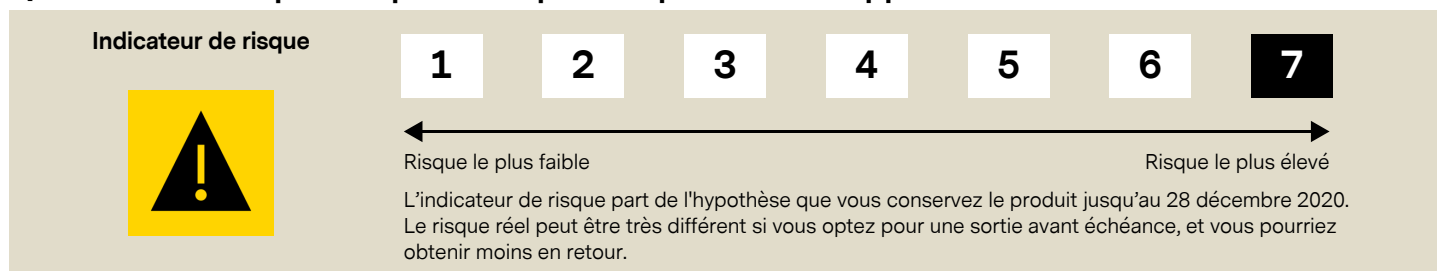 Indicateur de risque
1 2 3 4 5 6 7
Risque le plus faible Risque le plus élevé
L’indicateur de risque part de l'hypothèse que vous conservez le produit jusqu’au 28 décembre 2020.
Le risque réel peut être très différent si vous optez pour une sortie avant échéance, et vous pourriez
obtenir moins en retour.